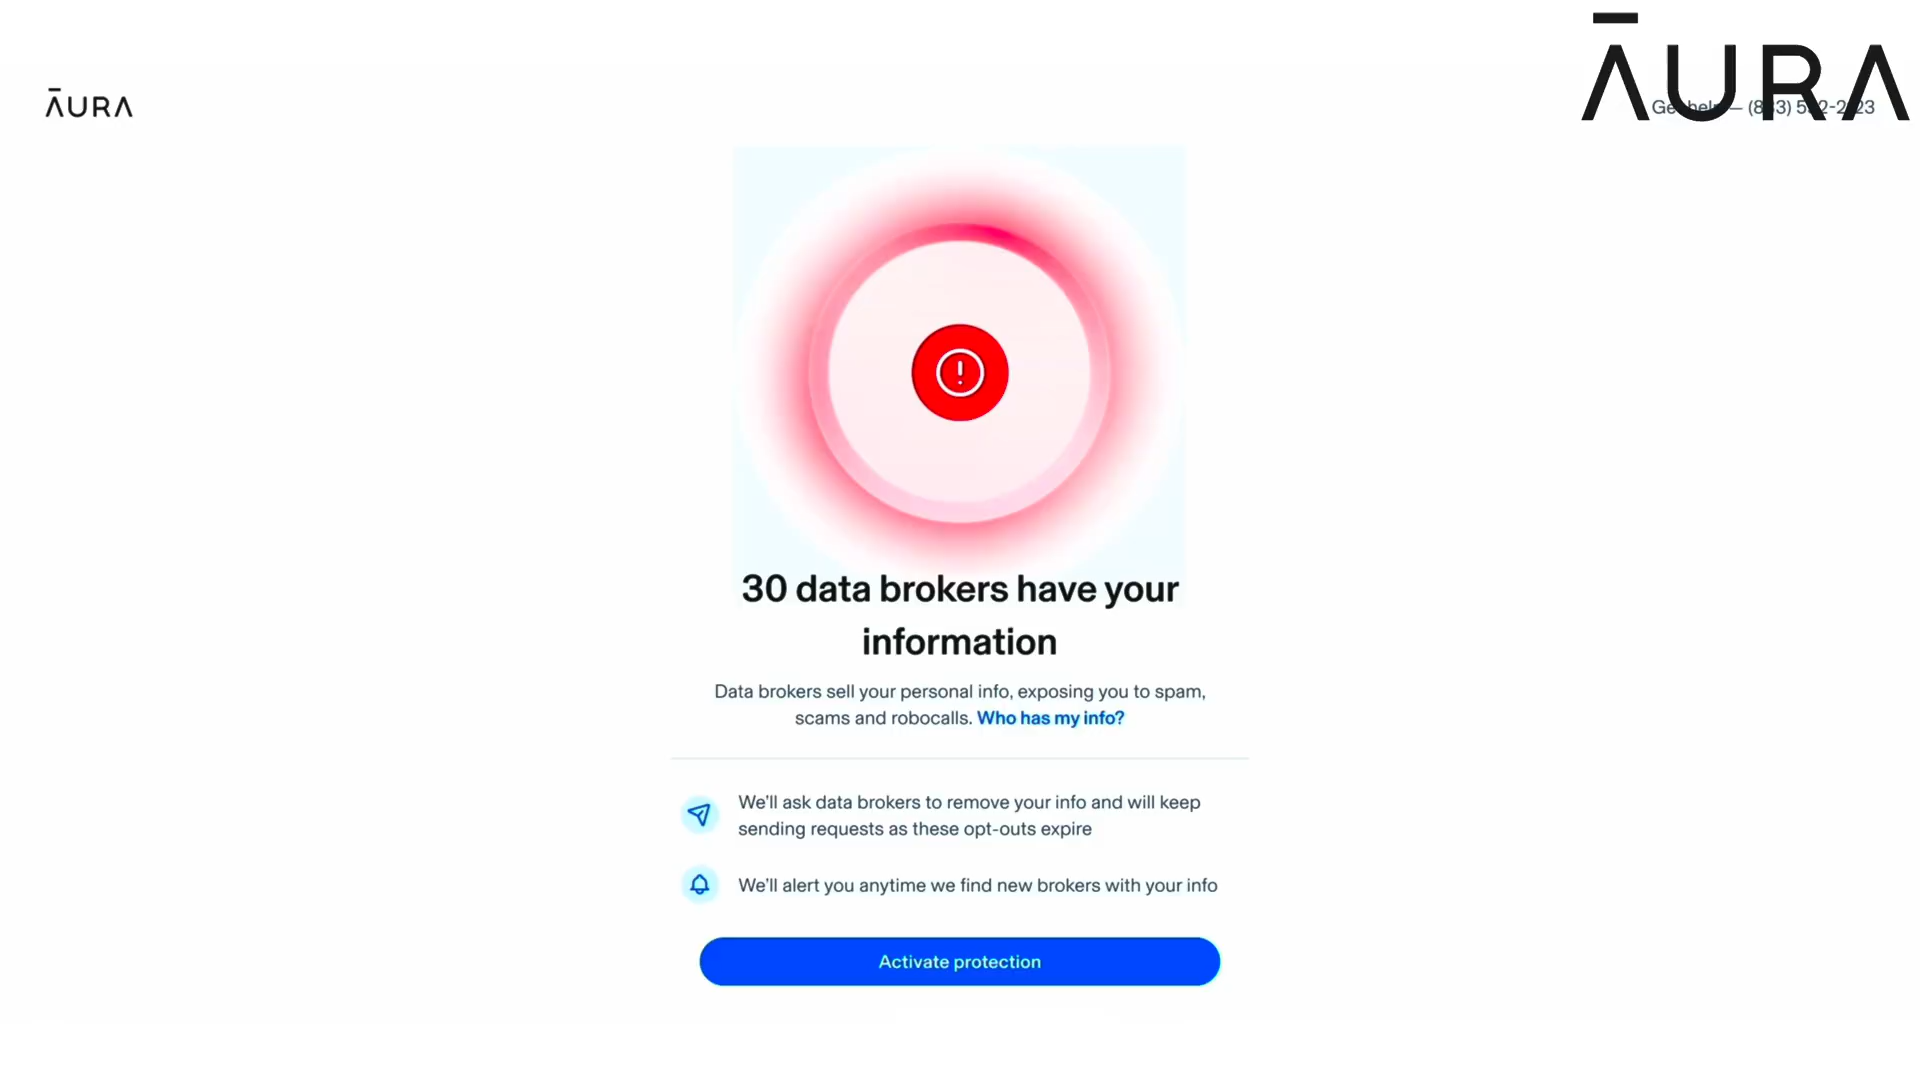 ĀURA
ĀURA
30 data brokers have your
information
Data brokers sell your personal info, exposing you to spam,
scams and robocalls. Who has my info?
We'll ask data brokers to remove your info and will keep
sending requests as these opt-outs expire
We'll alert you anytime we find new brokers with your info
Activate protection